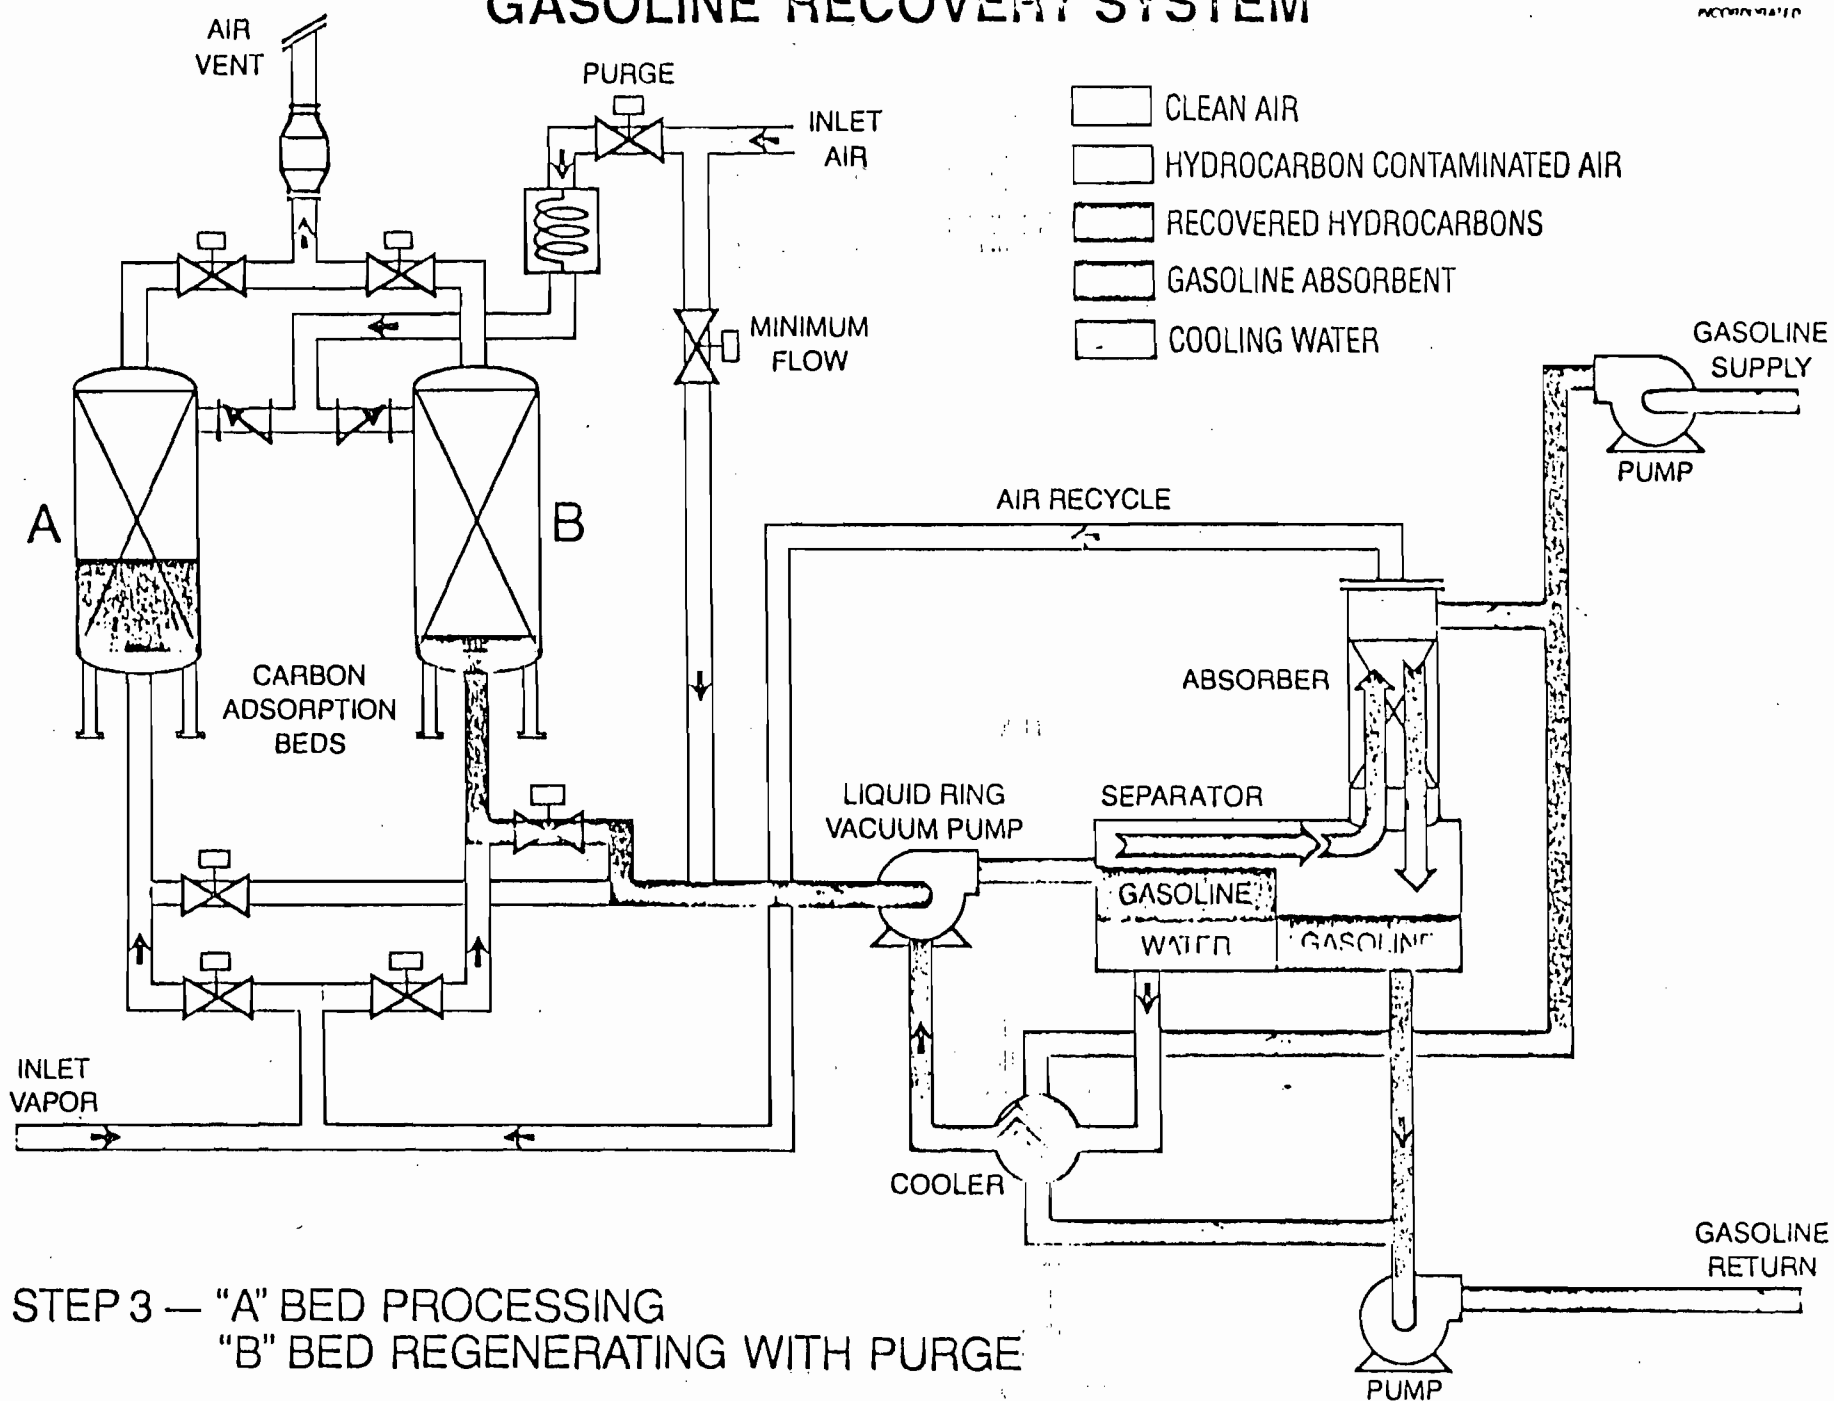 GASOLINE RECOVERY SYSTEM
AIR
VENT
PURGE
INLET
AIR
CLEAN AIR
HYDROCARBON CONTAMINATED AIR
RECOVERED HYDROCARBONS
GASOLINE ABSORBENT
COOLING WATER
MINIMUM
FLOW
GASOLINE
SUPPLY
PUMP
A
B
AIR RECYCLE
CARBON
ADSORPTION
BEDS
ABSORBER
LIQUID RING
VACUUM PUMP
SEPARATOR
GASOLINE
WATER
GASOLINE
INLET
VAPOR
COOLER
GASOLINE
RETURN
PUMP
STEP 3 — "A" BED PROCESSING
"B" BED REGENERATING WITH PURGE